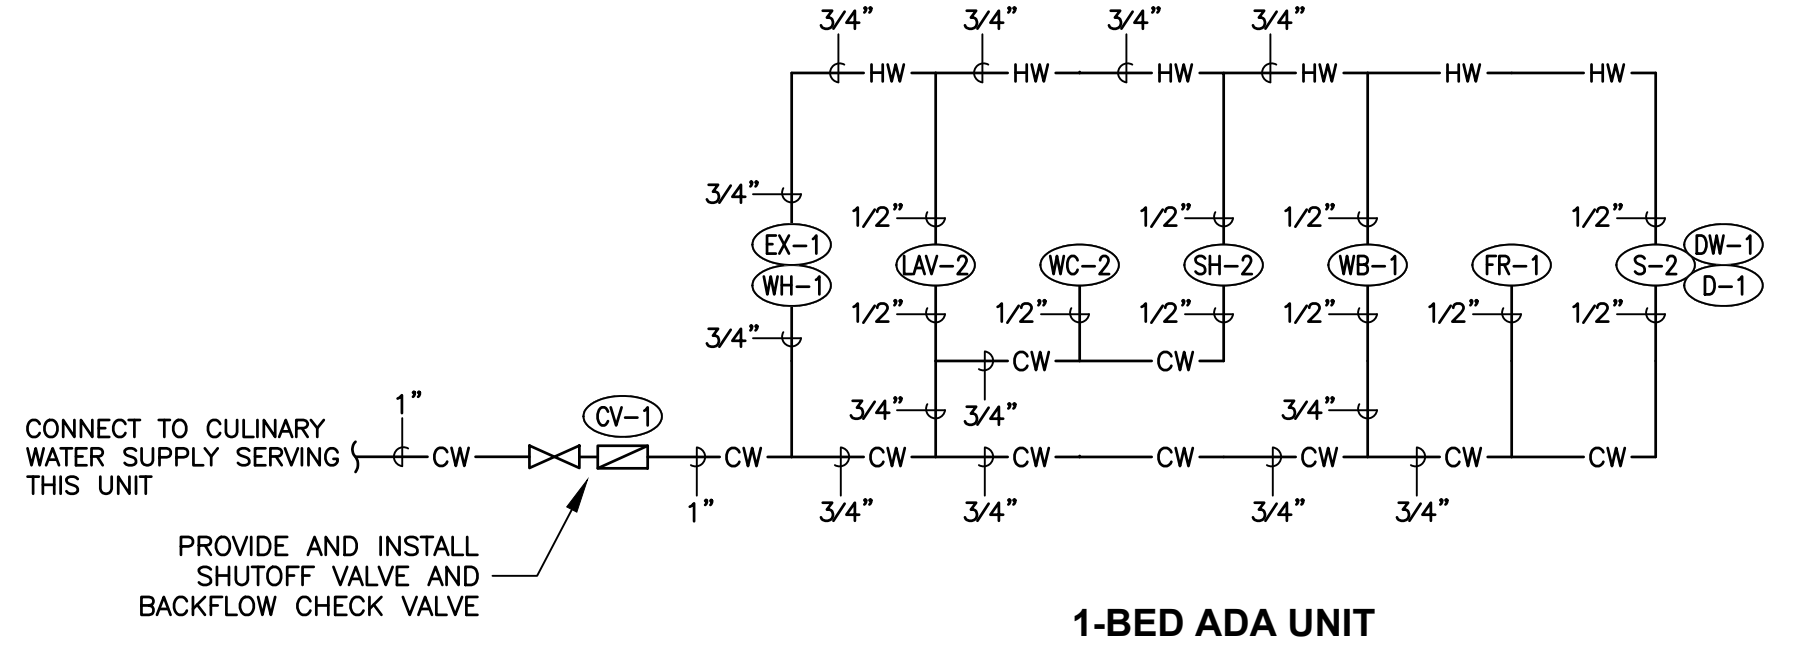 3/4” 3/4” 3/4” 3/4”
HW HW HW HW HW HW
3/4” 1/2” 1/2” 1/2” 1/2”
EX-1 DW-1
LAV-2 WC-2 SH-2 WB-1 FR-1 S-2
WH-1 D-1
1/2” 1/2” 1/2” 1/2” 1/2” 1/2”
3/4”
CW CW
1” CV-1 3/4” 3/4” 3/4”
CONNECT TO CULINARY
WATER SUPPLY SERVING
THIS UNIT
CW CW CW CW CW CW CW CW
1” 3/4” 3/4” 3/4” 3/4”
PROVIDE AND INSTALL
SHUTOFF VALVE AND
BACKFLOW CHECK VALVE
1-BED ADA UNIT